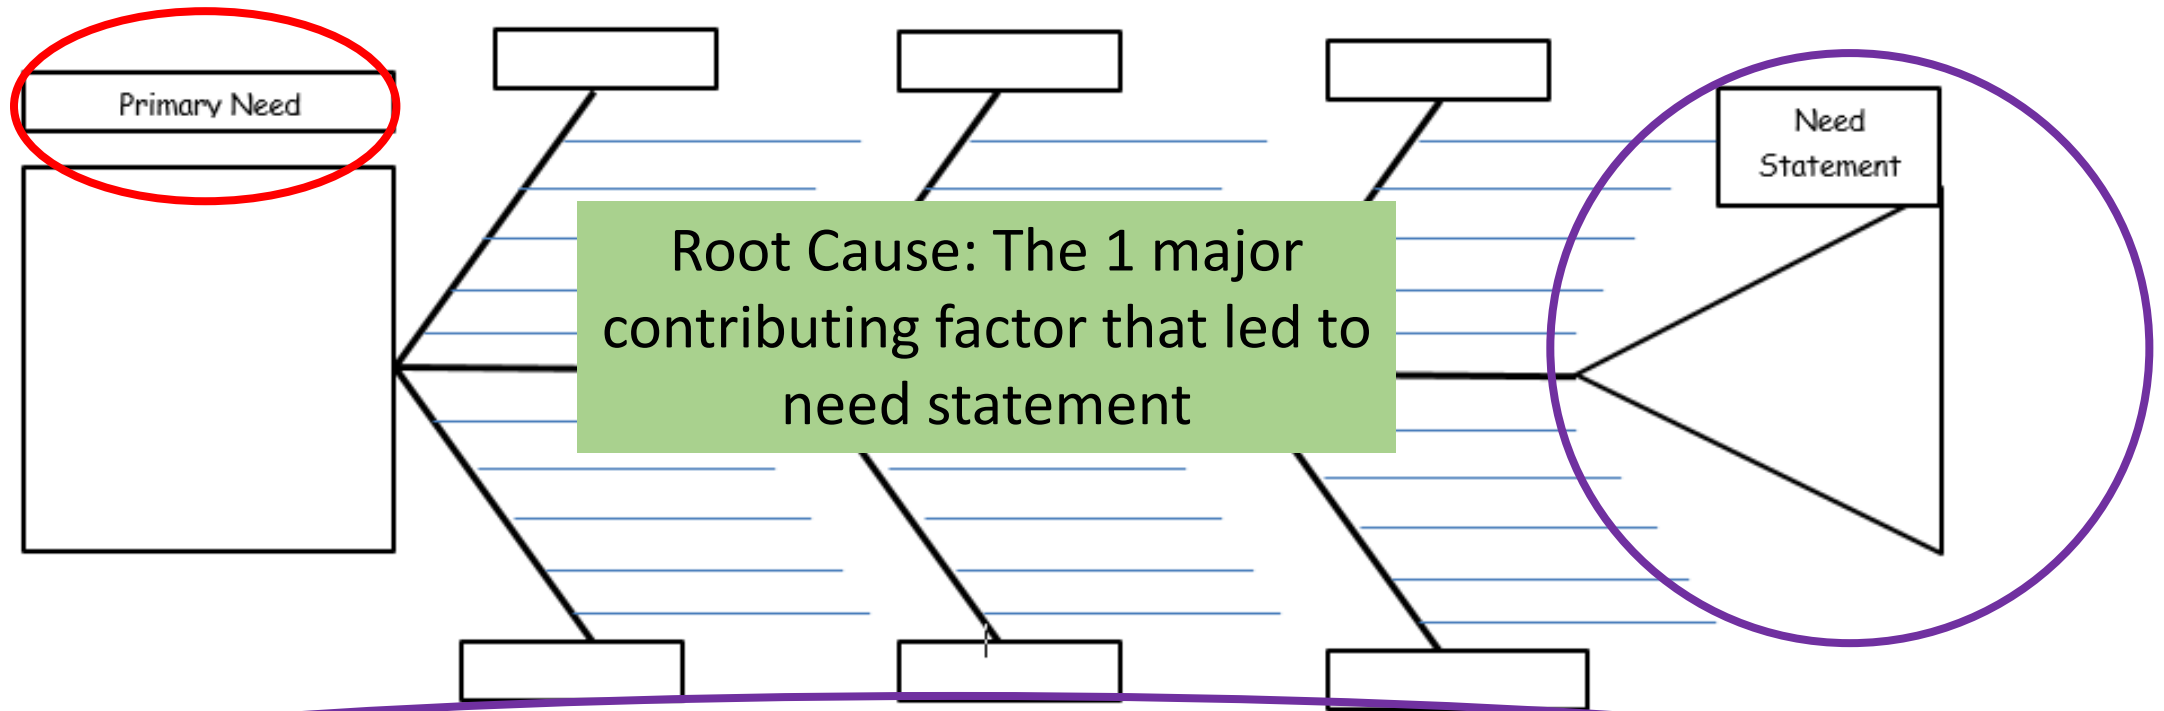 Primary Need
Need
Statement
Root Cause: The 1 major
contributing factor that led to
need statement